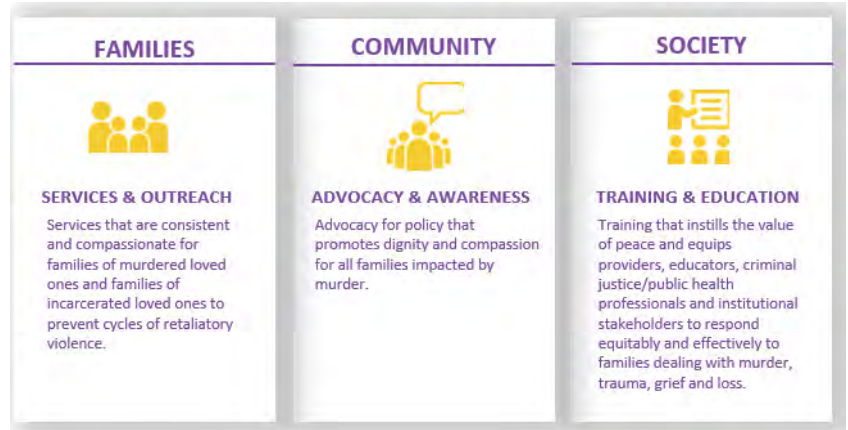 FAMILIES
SERVICES & OUTREACH
Services that are consistent
and compassionate for
families of murdered loved
ones and families of
incarcerated loved ones to
prevent cycles of retaliatory
violence.
COMMUNITY
ADVOCACY & AWARENESS
Advocacy for policy that
promotes dignity and compassion
for all families impacted by
murder.
SOCIETY
TRAINING & EDUCATION
Training that instills the value
of peace and equips
providers, educators, criminal
justice/public health
professionals and institutional
stakeholders to respond
equitably and effectively to
families dealing with murder,
trauma, grief and loss.